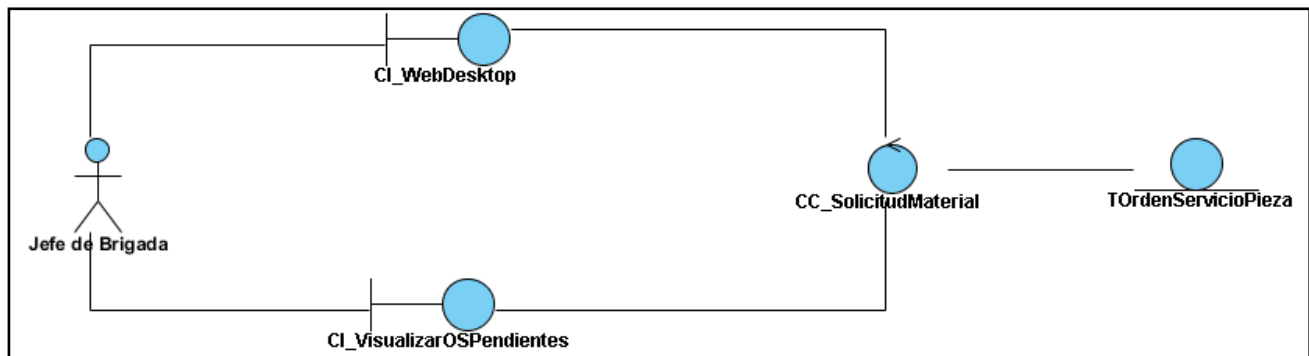 CI_WebDesktop
Jefe de Brigada
CC_SolicitudMaterial
TOrdenServicioPieza
CI_VisualizarOSPendientes